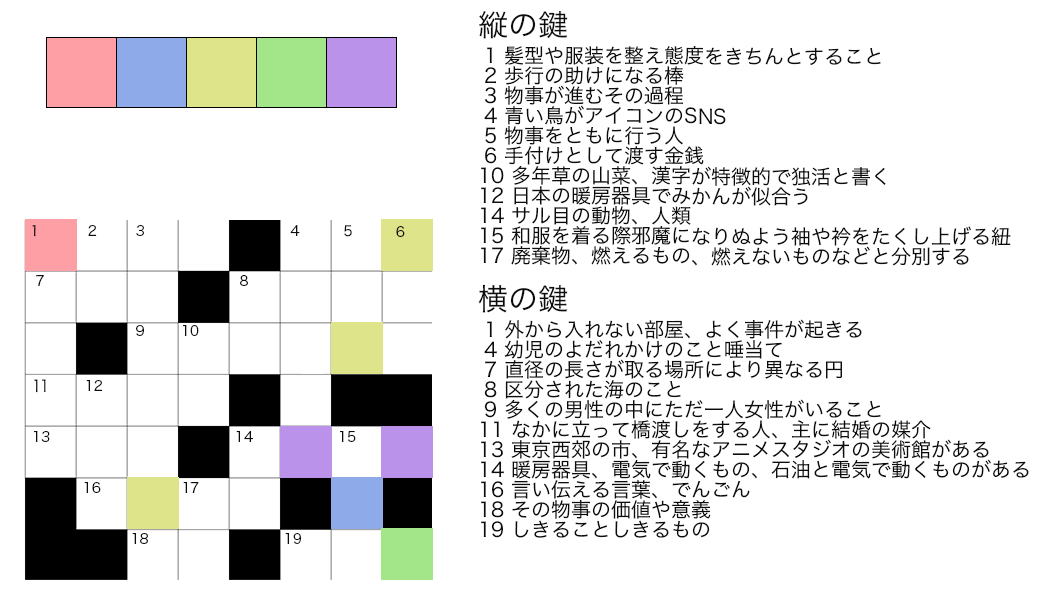 縦の鍵
1 髪型や服装を整え態度をきちんとすること
2 歩行の助けになる棒
3 物事が進むその過程
4 青い鳥がアイコンのSNS
5 物事をともに行う人
6 手付けとして渡す金銭
10 多年草の山菜、漢字が特徴的で独活と書く
12 日本の暖房器具でみかんが似合う
14 サル目の動物、人類
15 和服を着る際邪魔になりぬよう袖や衿をたくし上げる紐
17 廃棄物、燃えるもの、燃えないものなどと分別する
横の鍵
1 外から入れない部屋、よく事件が起きる
4 幼児のよだれかけのこと唾当て
7 直径の長さが取る場所により異なる円
8 区分された海のこと
9 多くの男性の中にただ一人女性がいること
11 なかに立って橋渡しをする人、主に結婚の媒介
13 東京西郊の市、有名なアニメスタジオの美術館がある
14 暖房器具、電気で動くもの、石油と電気で動くものがある
16 言い伝える言葉、でんごん
18 その物事の価値や意義
19 しきることしきるもの
1 2 3 4 5 6
7 8
9 10
11 12
13 14 15
16 17
18 19